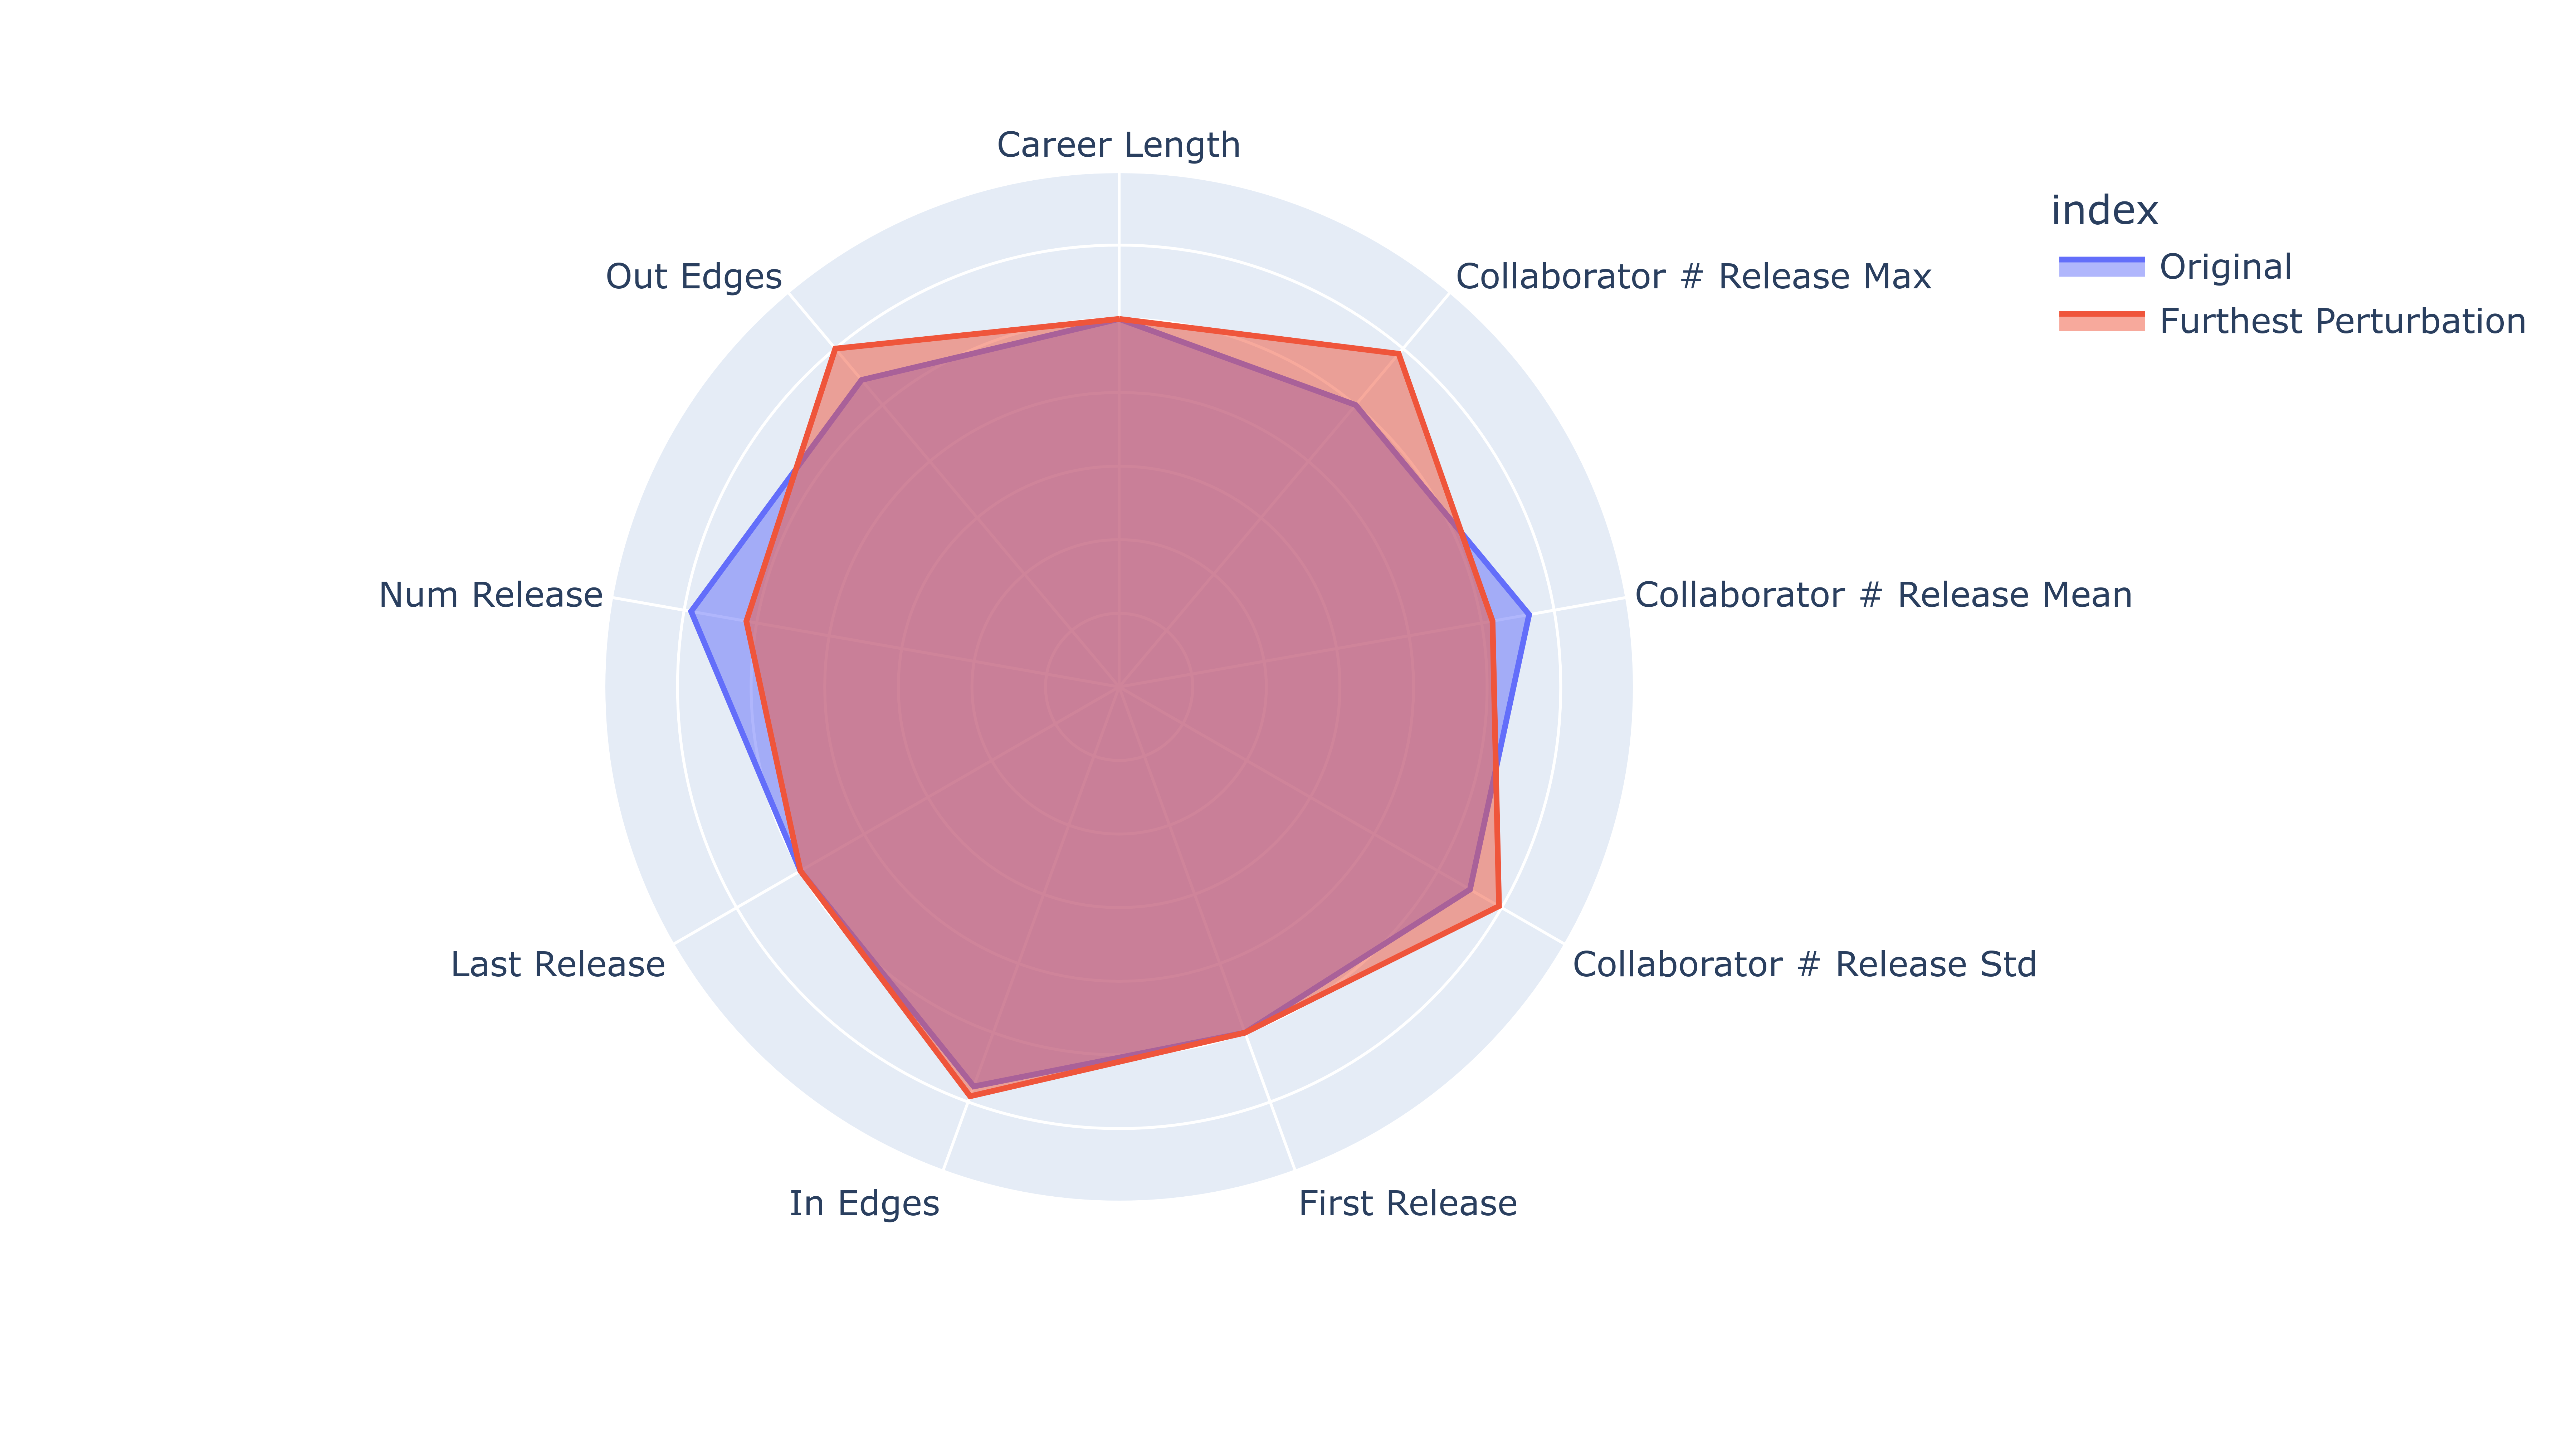 Career Length
Collaborator # Release Max
Collaborator # Release Mean
Collaborator # Release Std
First Release
In Edges
Last Release
Num Release
Out Edges
index
Original
Furthest Perturbation